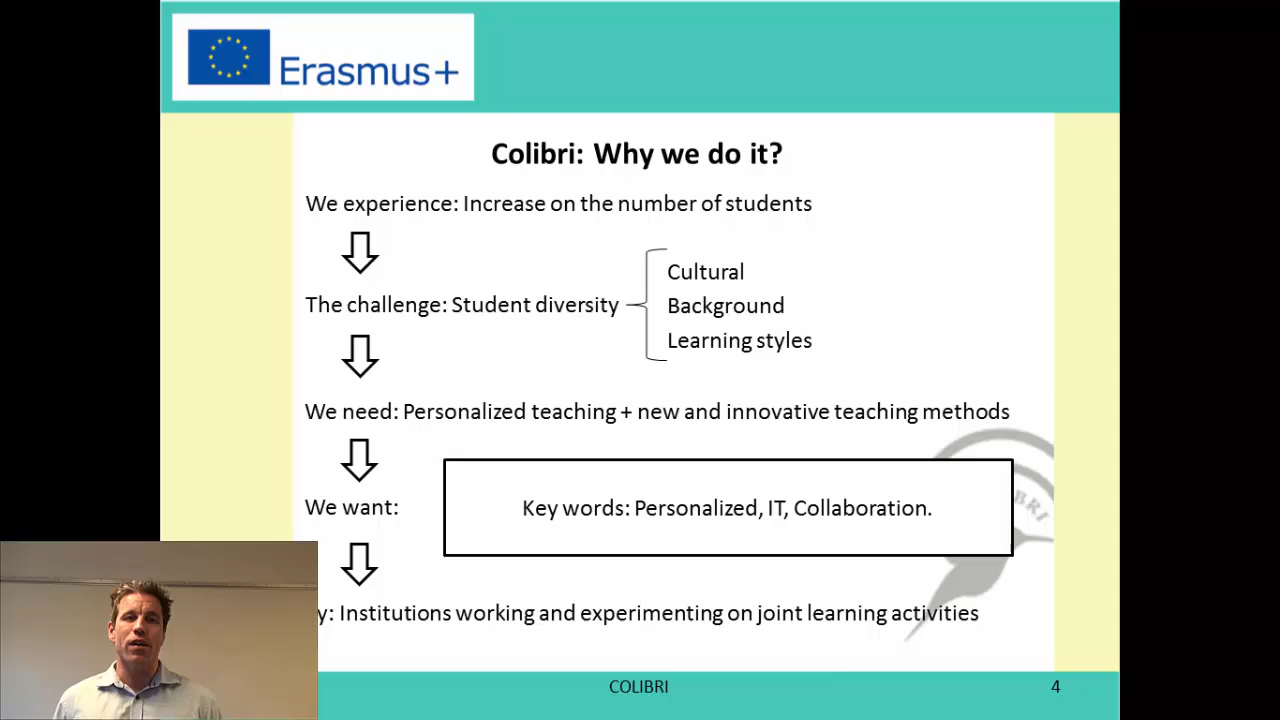 Erasmus+
Colibri: Why we do it?
We experience: Increase on the number of students
The challenge: Student diversity
Cultural
Background
Learning styles
We need: Personalized teaching + new and innovative teaching methods
We want:
Key words: Personalized, IT, Collaboration.
BRI
y: Institutions working and experimenting on joint learning activities
COLIBRI
4